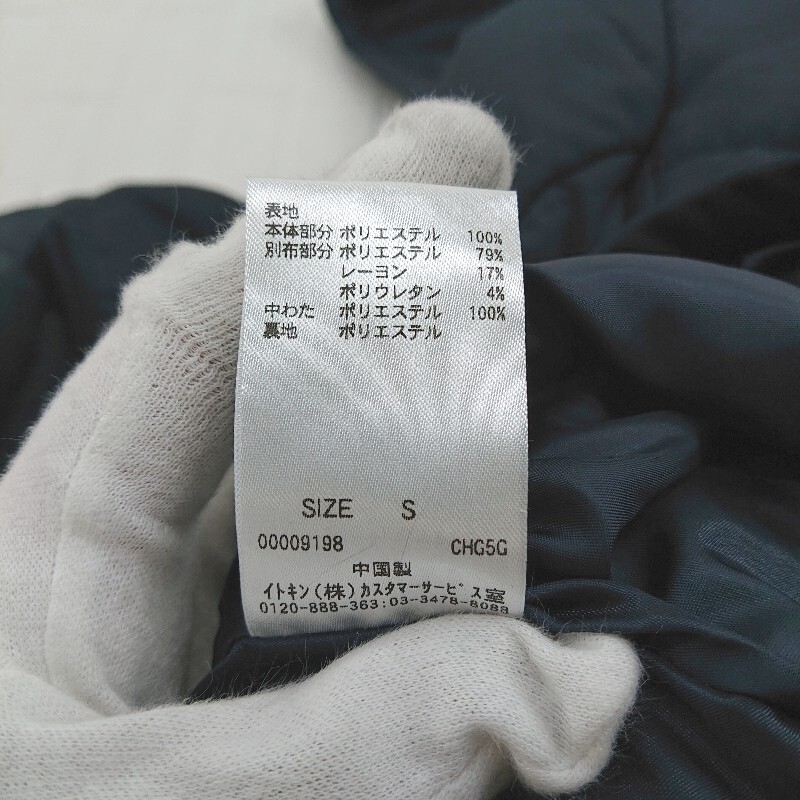 表地
本体部分 ポリエステル 100%
別布部分 ポリエステル 79%
レーヨン 17%
ポリウレタン 4%
中わた ポリエステル 100%
裏地 ポリエステル
SIZE S
00009198 CHG5G
中国製
イトキン(株)カスタマーサービス室
0120-888-363:03-3478-8088